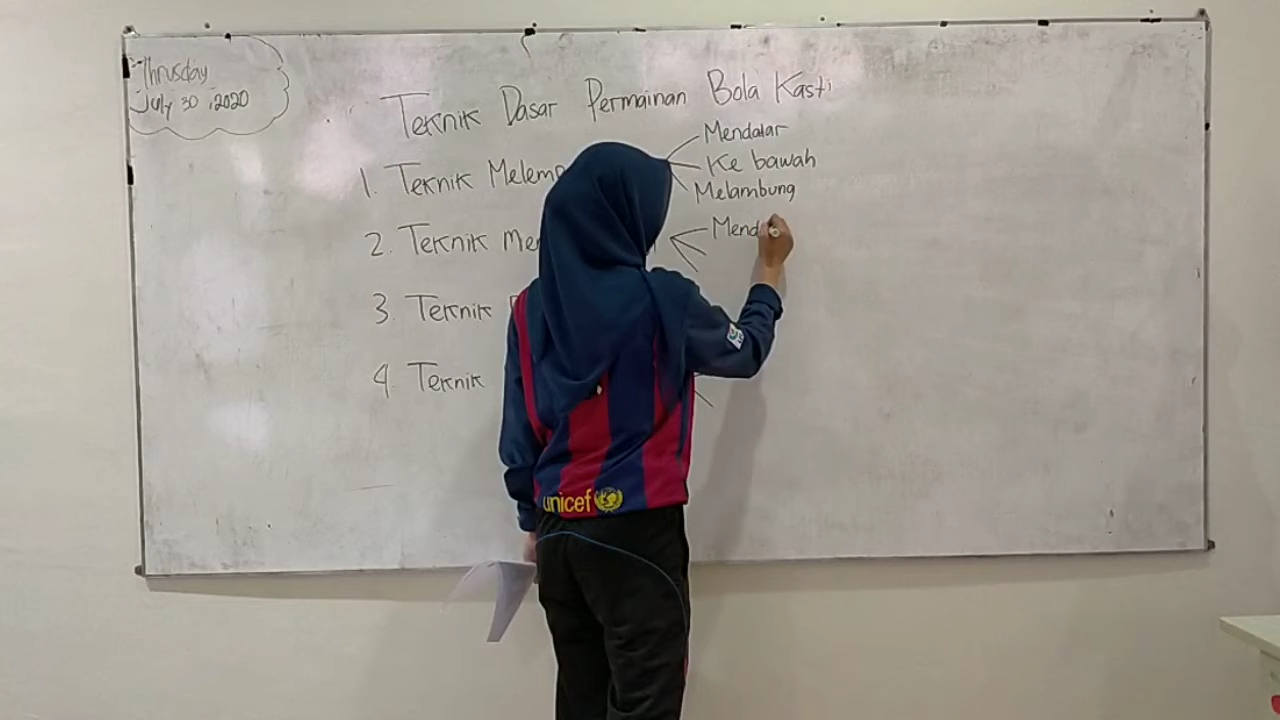 Thrusday
July 30, 2020
Teknik Dasar Permainan Bola Kasti
1. Teknik Melemp
Mendatar
Ke bawah
Melambung
2. Teknik Me
Mend
3. Teknik
4. Teknik
unicef